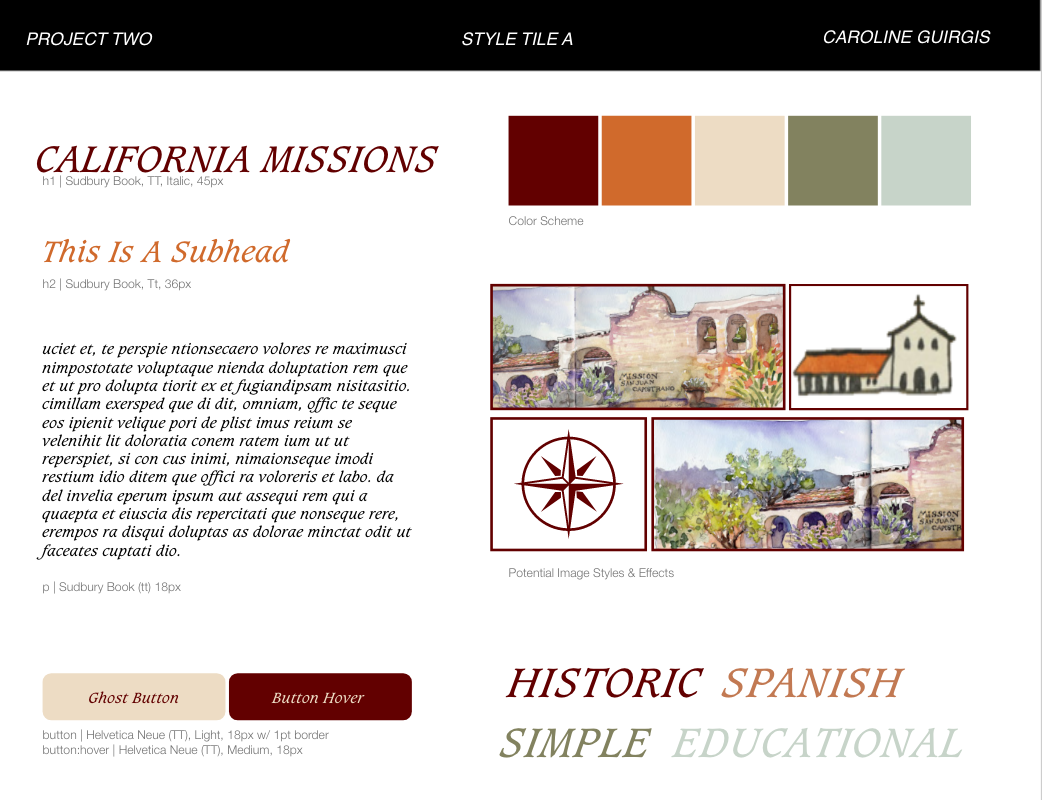 PROJECT TWO
STYLE TILE A
CAROLINE GUIRGIS
CALIFORNIA MISSIONS
h1 | Sudbury Book, TT, Italic, 45px
This Is A Subhead
h2 | Sudbury Book, Tt, 36px
uciet et, te perspie ntionsecaero volores re maximusci
nimpostotate voluptaque nienda doluptation rem que
et ut pro dolupta tiorit ex et fugiandipsam nisitasitio.
cimillam exersped que di dit, omniam, offic te seque
eos ipienit velique pori de plist imus reium se
velenihit lit doloratia conem ratem ium ut ut
reperspiet, si con cus inimi, nimaionseque imodi
restium idio ditem que offici ra voloreris et labo. da
del invelia eperum ipsum aut assequi rem qui a
quaepta et eiuscia dis repercitati que nonseque rere,
erempos ra disqui doluptas as dolorae minctat odit ut
faceates cuptati dio.
p | Sudbury Book (tt) 18px
Ghost Button
Button Hover
button | Helvetica Neue (TT), Light, 18px w/ 1pt border
button:hover | Helvetica Neue (TT), Medium, 18px
Color Scheme
MISSION
SAN JUAN
CAPISTRANO
MISSION
SAN JUAN
Potential Image Styles & Effects
HISTORIC SPANISH
SIMPLE EDUCATIONAL